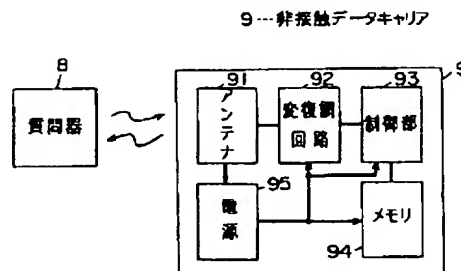 9…非接触データキャリア
8
質問器
91
アンテナ
92
変復調
回路
93
制御部
9
95
電源
94
メモリ